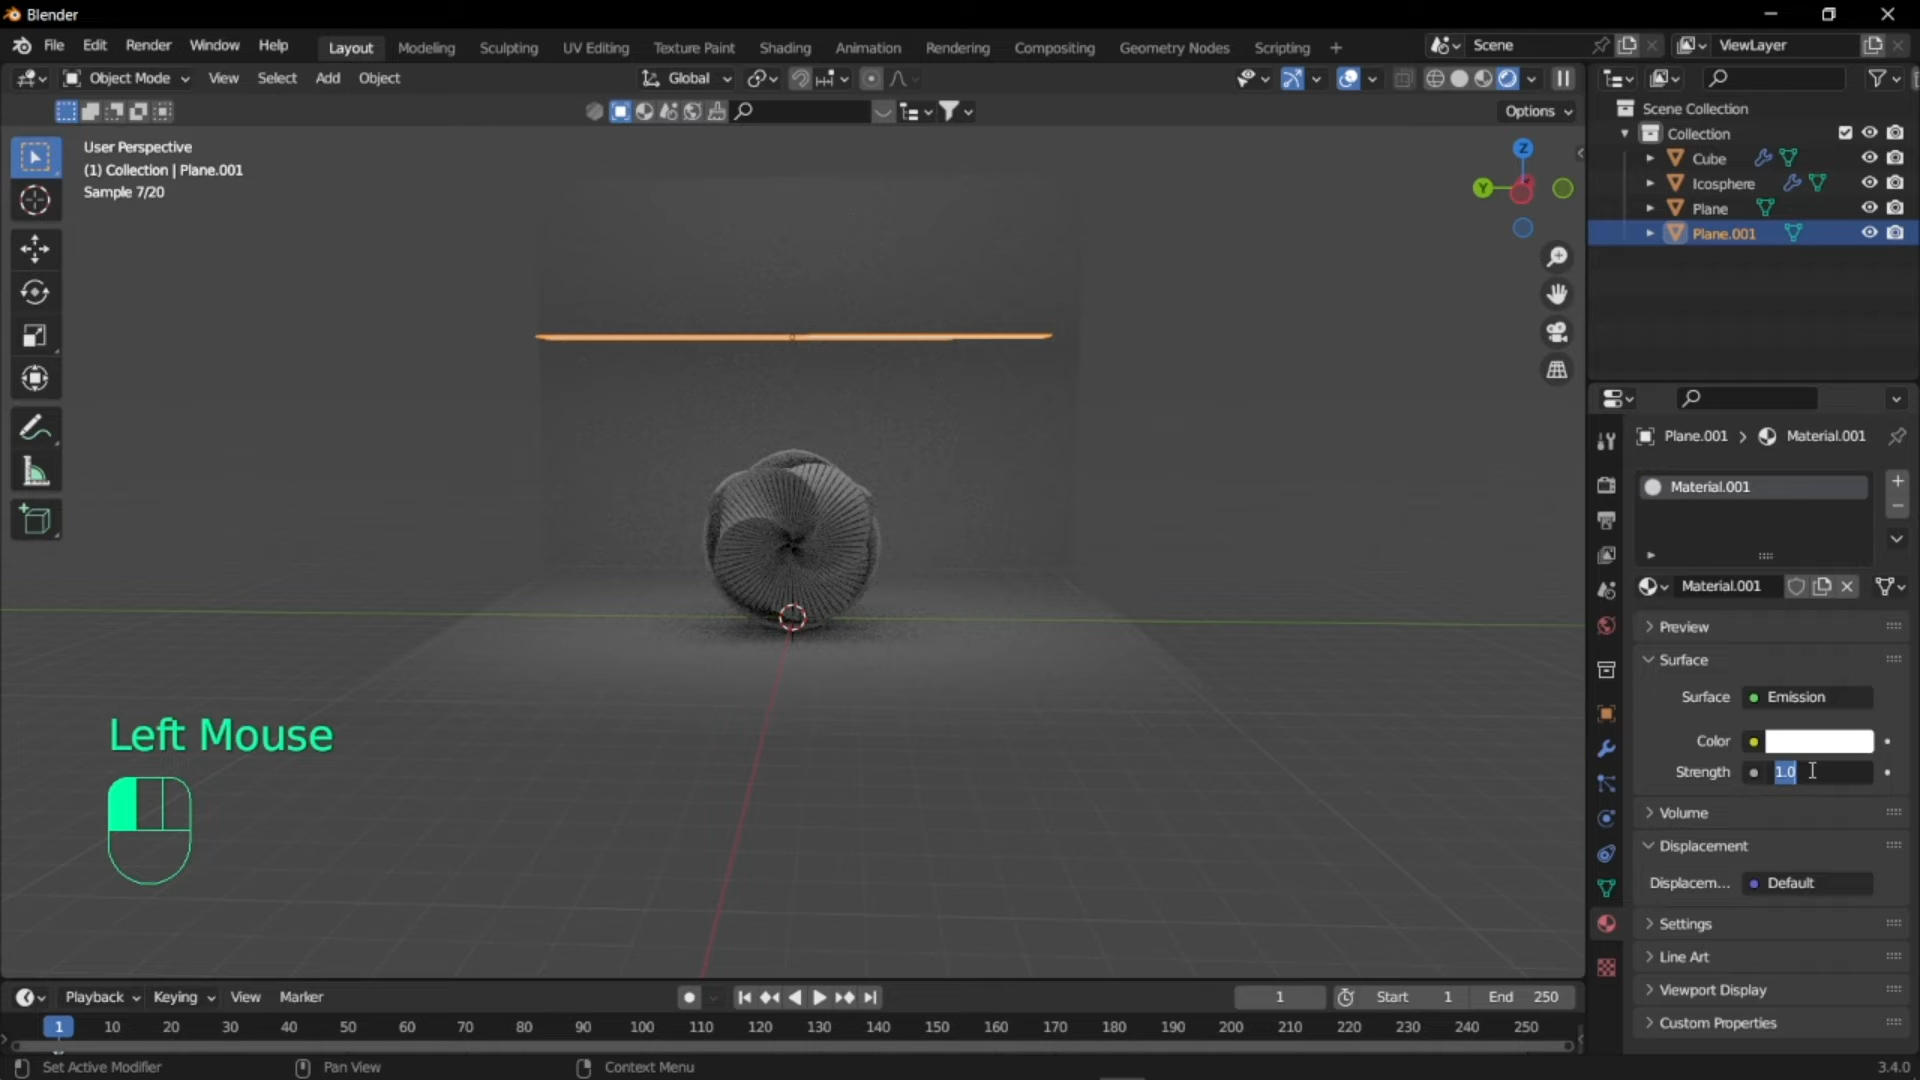 Blender
File Edit Render Window Help Layout Modeling Sculpting UV Editing Texture Paint Shading Animation Rendering Compositing Geometry Nodes Scripting + Scene ViewLayer
Object Mode View Select Add Object Global
Options
User Perspective
(1) Collection | Plane.001
Sample 7/20
Z
Y
Scene Collection
Collection
Cube
Icosphere
Plane
Plane.001
Plane.001 > Material.001
Material.001
Material.001
Preview
Surface
Surface Emission
Color
Strength 1.0
Volume
Displacement
Displacem... Default
Settings
Line Art
Viewport Display
Custom Properties
Left Mouse
Playback Keying View Marker 1 Start 1 End 250
1 10 20 30 40 50 60 70 80 90 100 110 120 130 140 150 160 170 180 190 200 210 220 230 240 250
Set Active Modifier Pan View Context Menu 3.4.0